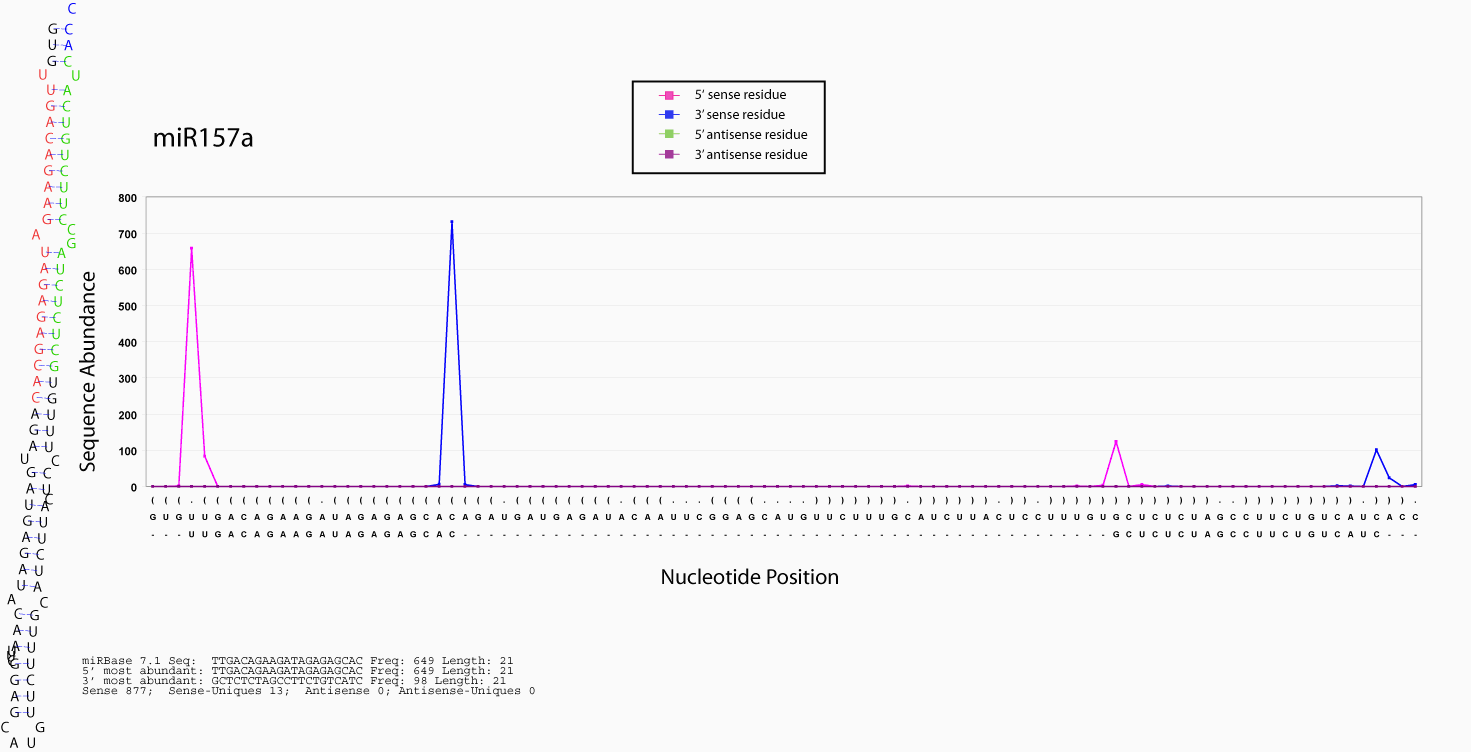 C
G C
U A
G C
U U
U A
G C
A U
C G
A U
G C
A U
A U
G C
C
A G
U A
A U
G C
A U
G C
A U
G C
C G
A U
C G
A U
G U
A U
U C
G C
A U
U C A
G U
A U
G C
A U
U A
A C
C G
A U
A U
G U
G C
A U
G U
C G
A U
miR157a
5’ sense residue
3’ sense residue
5’ antisense residue
3’ antisense residue
Sequence Abundance
800
700
600
500
400
300
200
100
0
( ( ( . ( ( ( ( ( ( ( ( ( . ( ( ( ( ( ( ( ( ( ( ( ( ( . ( ( ( ( ( ( ( ( . ( ( ( . . . ( ( ( ( . . . . ) ) ) ) ) ) ) . ) ) ) ) ) ) . ) ) . ) ) ) ) ) ) ) ) ) ) ) ) ) . . ) ) ) ) ) ) ) ) ) . ) ) ) .
G U G U U G A C A G A A G A U A G A G A G C A C A G A U G A U G A G A U A C A A U U C G G A G C A U G U U C U U U G C A U C U U A C U C C U U U G U G C U C U C U A G C C U U C U G U C A U C A C C
- - - U U G A C A G A A G A U A G A G A G C A C - - - - - - - - - - - - - - - - - - - - - - - - - - - - - - - - - - - - - - - - - - - - - - - - - - G C U C U C U A G C C U U C U G U C A U C - - -
Nucleotide Position
miRBase 7.1 Seq: TTGACAGAAGATAGAGAGCAC Freq: 649 Length: 21
5’ most abundant: TTGACAGAAGATAGAGAGCAC Freq: 649 Length: 21
3’ most abundant: GCTCTCTAGCCTTCTGTCATC Freq: 98 Length: 21
Sense 877; Sense-Uniques 13; Antisense 0; Antisense-Uniques 0